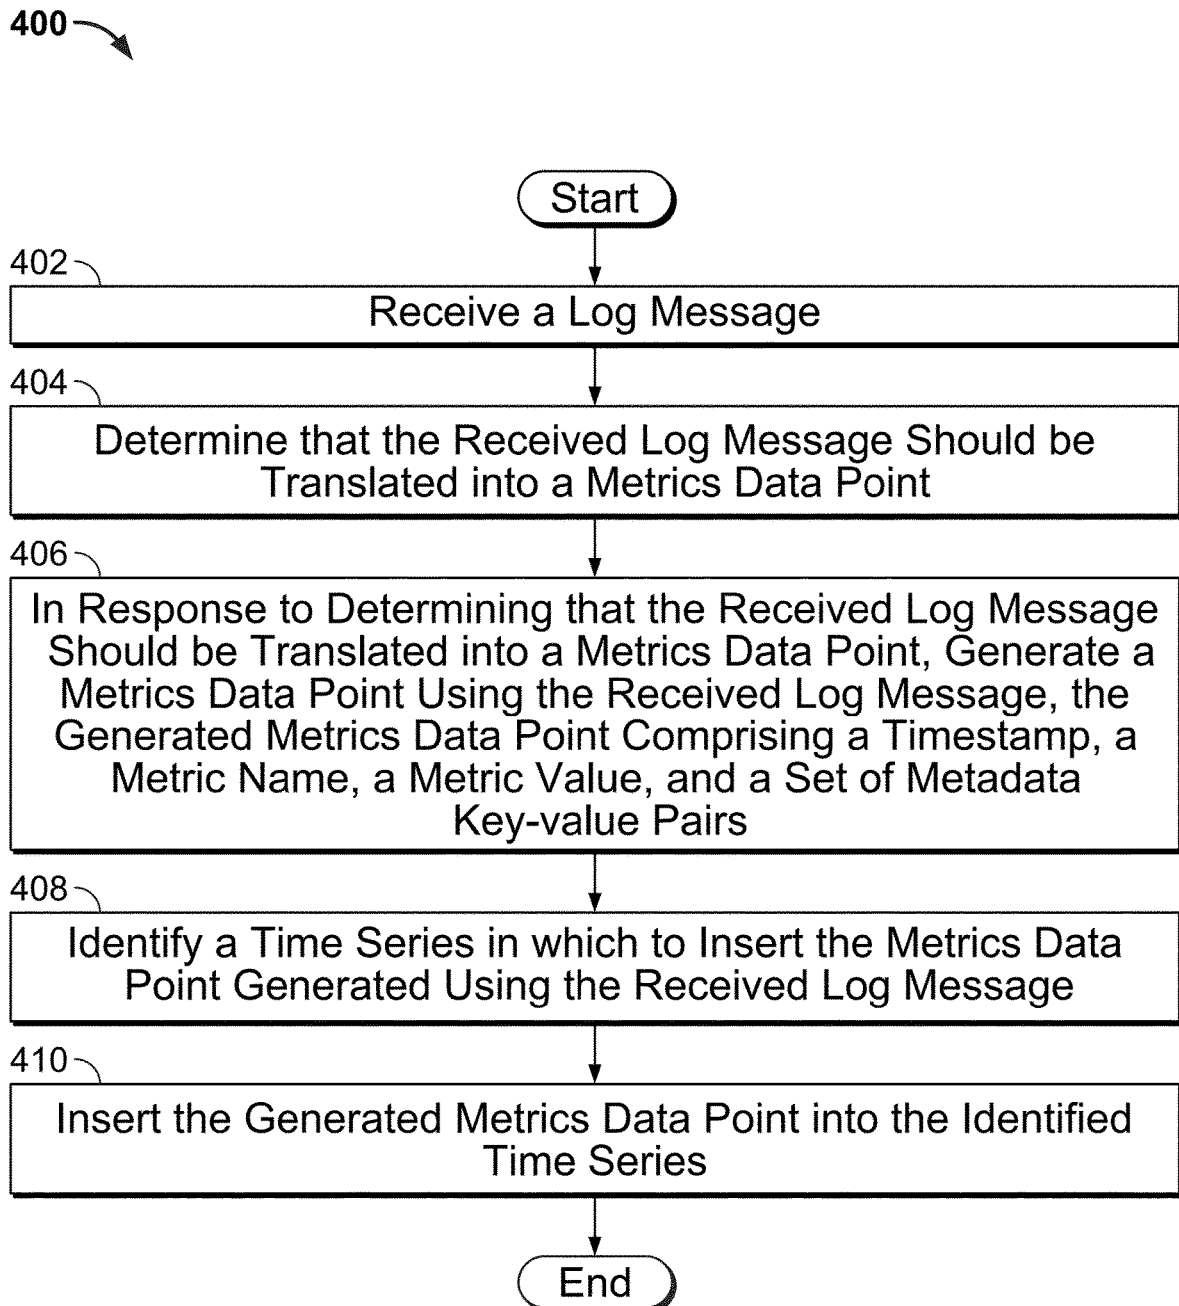 400
Start
402
Receive a Log Message
404
Determine that the Received Log Message Should be
Translated into a Metrics Data Point
406
In Response to Determining that the Received Log Message
Should be Translated into a Metrics Data Point, Generate a
Metrics Data Point Using the Received Log Message, the
Generated Metrics Data Point Comprising a Timestamp, a
Metric Name, a Metric Value, and a Set of Metadata
Key-value Pairs
408
Identify a Time Series in which to Insert the Metrics Data
Point Generated Using the Received Log Message
410
Insert the Generated Metrics Data Point into the Identified
Time Series
End